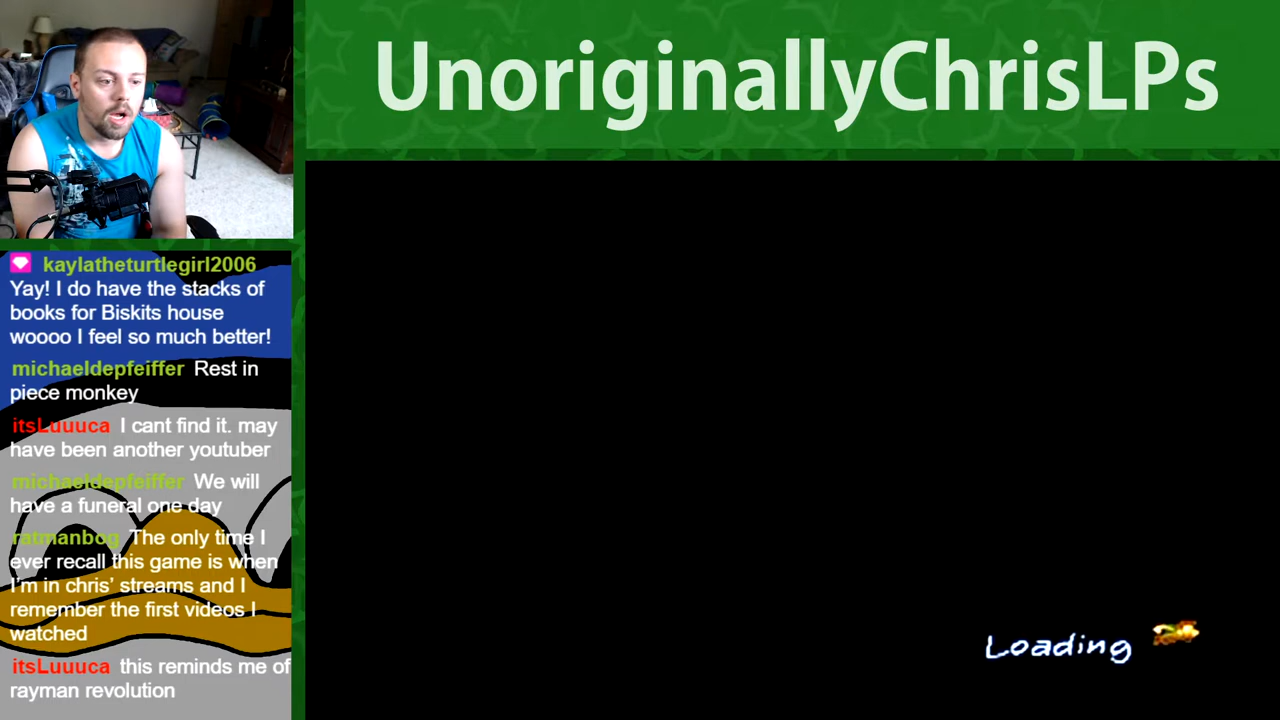 UnoriginallyChrisLPs
kaylatheturtlegirl2006
Yay! I do have the stacks of
books for Biskits house
woooo I feel so much better!
michaeldepfeiffer Rest in
piece monkey
itsLuuuca I cant find it. may
have been another youtuber
michaeldepfeiffer We will
have a funeral one day
ratmanbog The only time I
ever recall this game is when
I'm in chris' streams and I
remember the first videos I
watched
itsLuuuca this reminds me of
rayman revolution
Loading